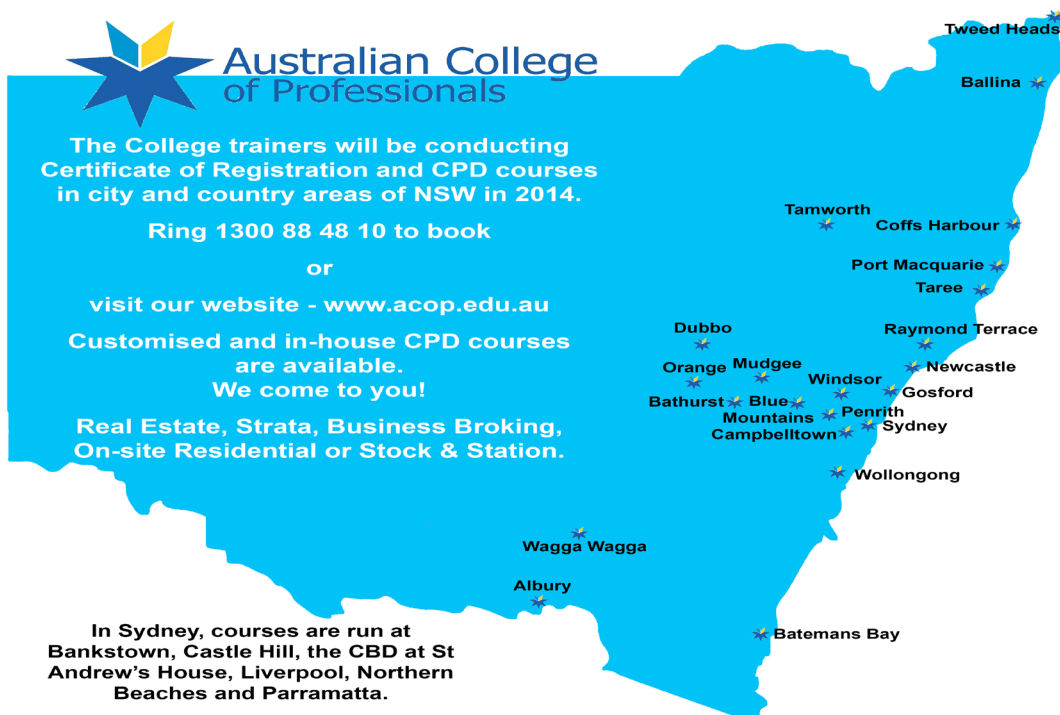 Australian College
of Professionals
The College trainers will be conducting
Certificate of Registration and CPD courses
in city and country areas of NSW in 2014.
Ring 1300 88 48 10 to book
or
visit our website - www.acop.edu.au
Customised and in-house CPD courses
are available.
We come to you!
Real Estate, Strata, Business Broking,
On-site Residential or Stock & Station.
Tweed Heads
Ballina
Tamworth
Coffs Harbour
Port Macquarie
Taree
Dubbo
Raymond Terrace
Orange
Mudgee
Newcastle
Windsor
Gosford
Bathurst
Blue
Mountains
Penrith
Sydney
Campbelltown
Wollongong
Wagga Wagga
Albury
Batemans Bay
In Sydney, courses are run at
Bankstown, Castle Hill, the CBD at St
Andrew’s House, Liverpool, Northern
Beaches and Parramatta.